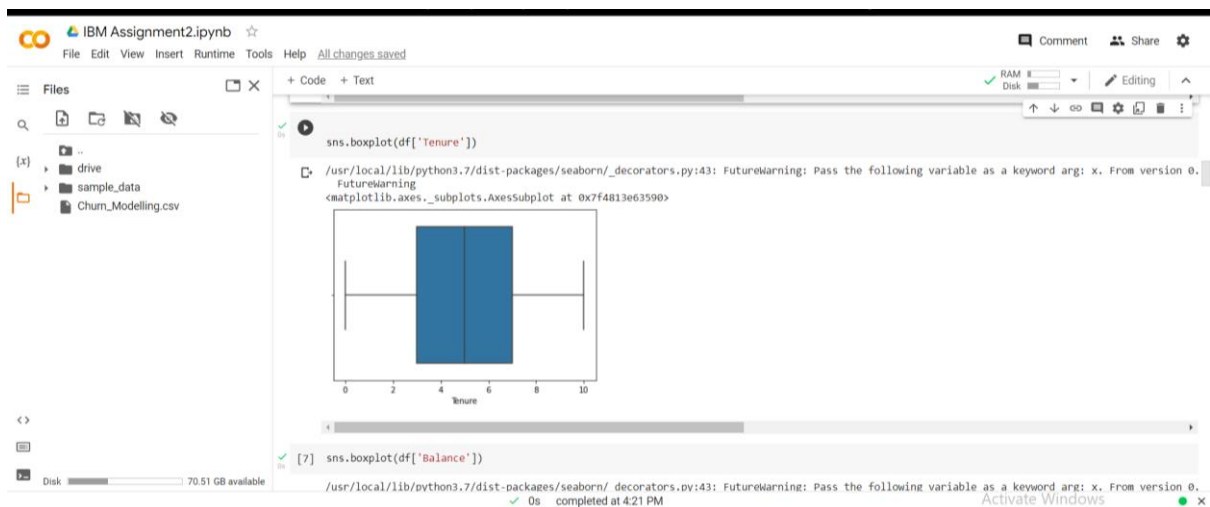 IBM Assignment2.ipynb
File Edit View Insert Runtime Tools Help All changes saved
Comment Share
Files
+ Code + Text
RAM
Disk
Editing
{x}
..
drive
sample_data
Churn_Modelling.csv
0s
sns.boxplot(df['Tenure'])
/usr/local/lib/python3.7/dist-packages/seaborn/_decorators.py:43: FutureWarning: Pass the following variable as a keyword arg: x. From version 0.
FutureWarning
<matplotlib.axes._subplots.AxesSubplot at 0x7f4813e63590>
0 2 4 6 8 10
Tenure
<>
0s
[7] sns.boxplot(df['Balance'])
Disk 70.51 GB available
/usr/local/lib/python3.7/dist-packages/seaborn/_decorators.py:43: FutureWarning: Pass the following variable as a keyword arg: x. From version 0.
0s completed at 4:21 PM
Activate Windows